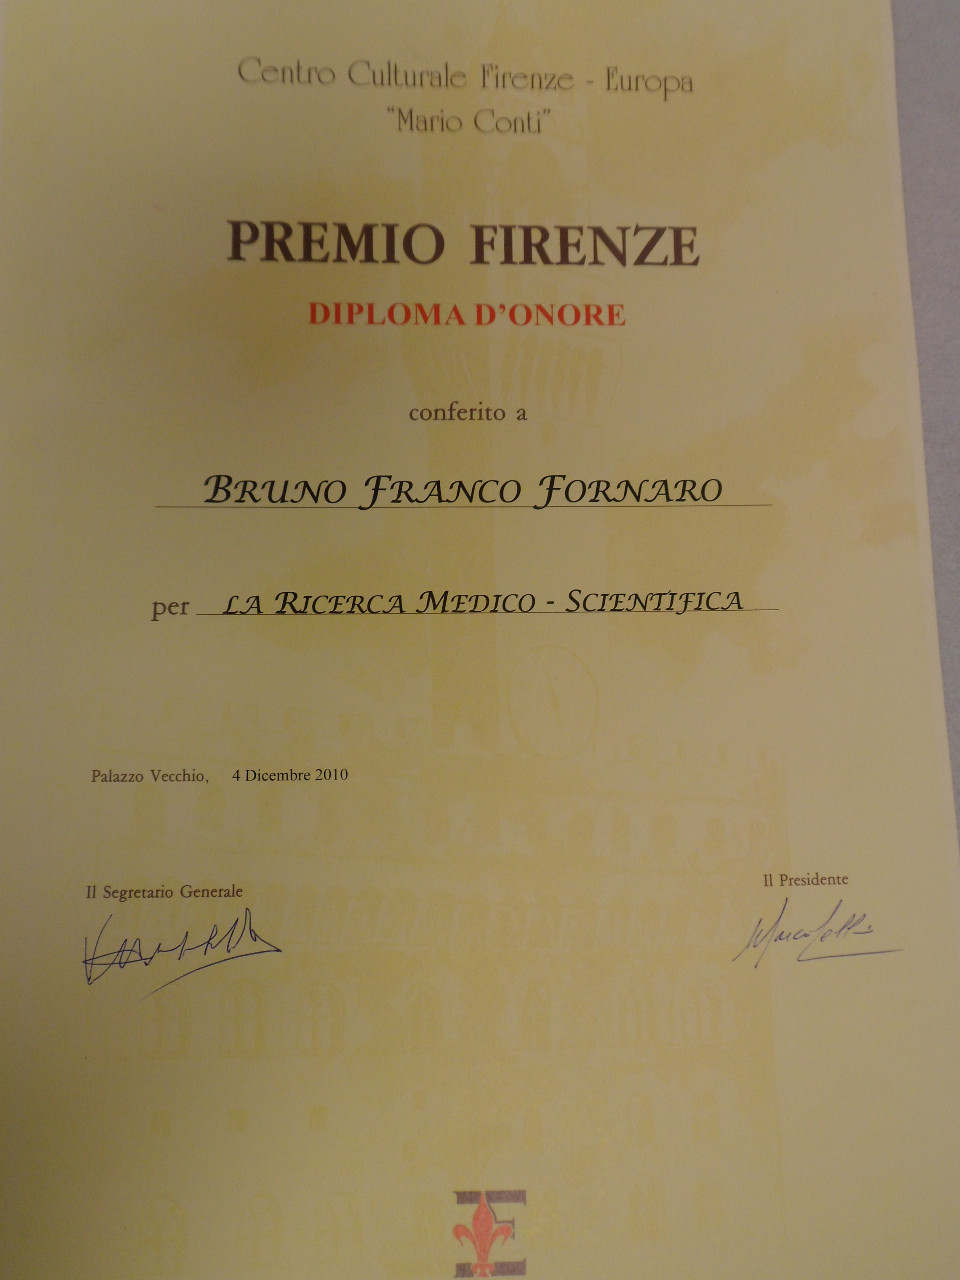 Centro Culturale Firenze - Europa
"Mario Conti"
PREMIO FIRENZE
DIPLOMA D'ONORE
conferito a
BRUNO FRANCO FORNARO
per LA RICERCA MEDICO - SCIENTIFICA
Palazzo Vecchio, 4 Dicembre 2010
Il Segretario Generale
Il Presidente